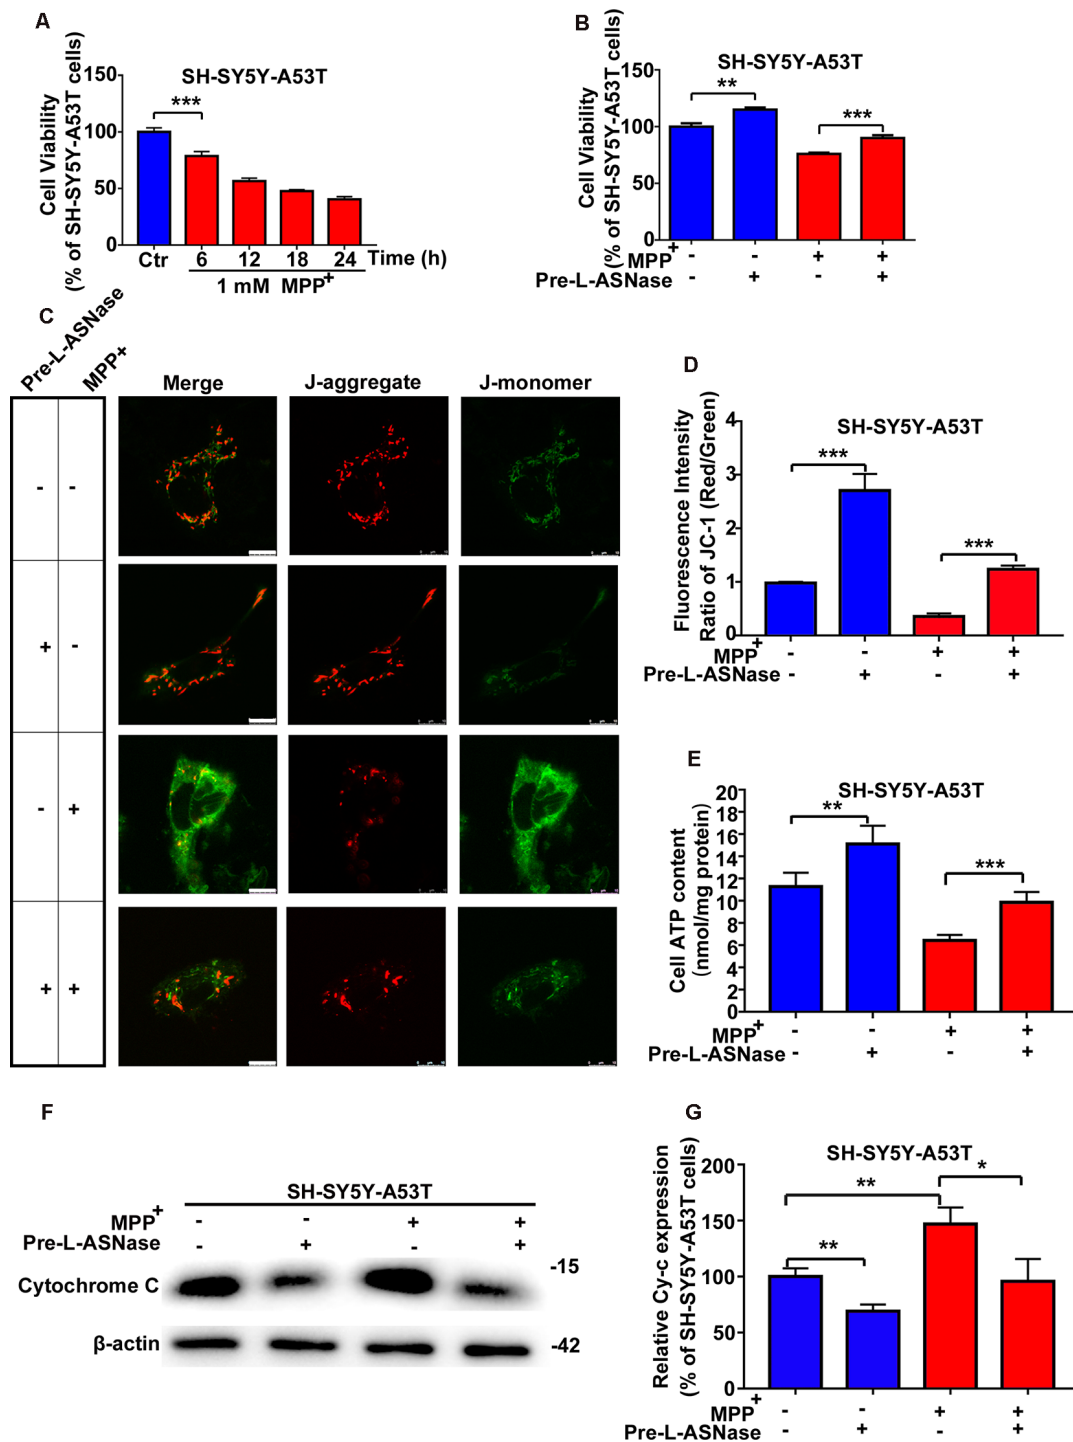 A
SH-SY5Y-A53T
Cell Viability
(% of SH-SY5Y-A53T cells)
150
100
50
0
***
Ctr 6 12 18 24 Time (h)
1 mM MPP+
B
SH-SY5Y-A53T
Cell Viability
(% of SH-SY5Y-A53T cells)
150
100
50
0
** ***
MPP+ - - + +
Pre-L-ASNase - + - +
C
Pre-L-ASNase
MPP+
Merge J-aggregate J-monomer
- -
+ -
- +
+ +
D
SH-SY5Y-A53T
Fluorescence Intensity
Ratio of JC-1 (Red/Green)
4
3
2
1
0
*** ***
MPP+ - - + +
Pre-L-ASNase - + - +
E
SH-SY5Y-A53T
Cell ATP content
(nmol/mg protein)
20
18
16
14
12
10
8
6
4
2
0
** ***
MPP+ - - + +
Pre-L-ASNase - + - +
F
SH-SY5Y-A53T
MPP+ - - + +
Pre-L-ASNase - + - +
Cytochrome C -15
β-actin -42
G
SH-SY5Y-A53T
Relative Cy-c expression
(% of SH-SY5Y-A53T cells)
200
150
100
50
0
** ** *
MPP+ - - + +
Pre-L-ASNase - + - +